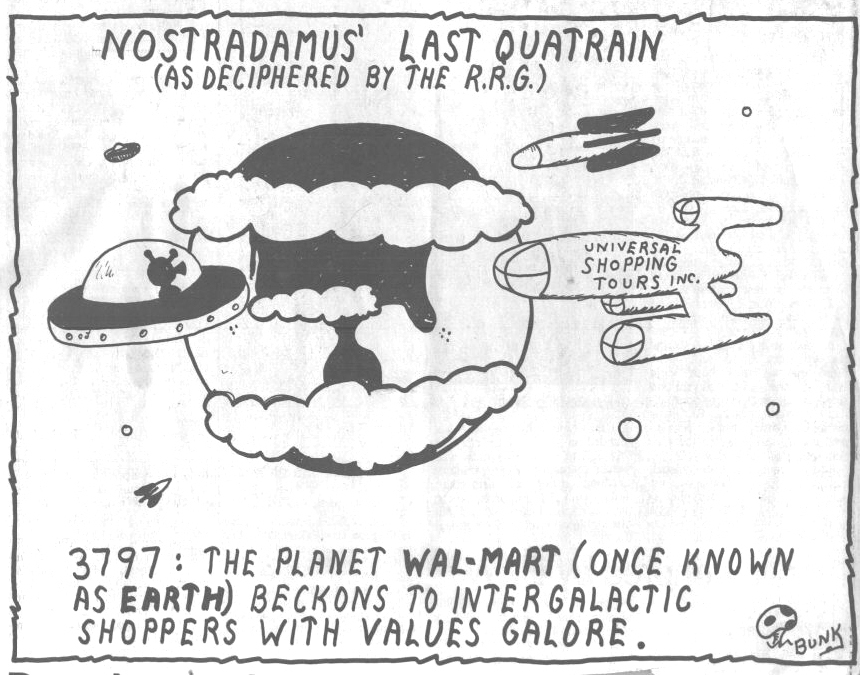 NOSTRADAMUS' LAST QUATRAIN
(AS DECIPHERED BY THE R.R.G.)
UNIVERSAL
SHOPPING
TOURS INC.
3797: THE PLANET WAL-MART (ONCE KNOWN
AS EARTH) BECKONS TO INTERGALACTIC
SHOPPERS WITH VALUES GALORE.
BUNK